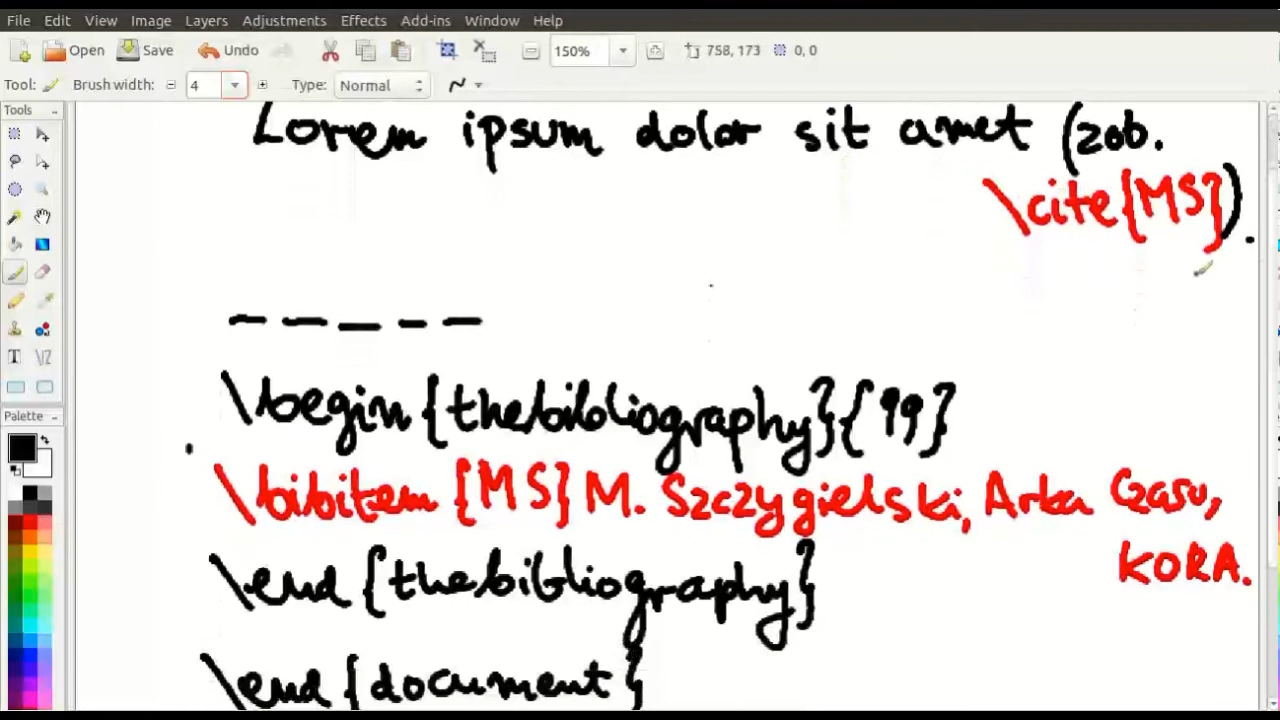 File Edit View Image Layers Adjustments Effects Add-ins Window Help
Open Save Undo 150% 758, 173 0, 0
Tool: Brush width: 4 Type: Normal
Tools
Lorem ipsum dolor sit amet (zob.
\cite{MS}).
\begin{thebibliography}{99}
\bibitem{MS} M. Szczygielski, Arka Czasu,
KORA.
\end{thebibliography}
Palette
\end{document}